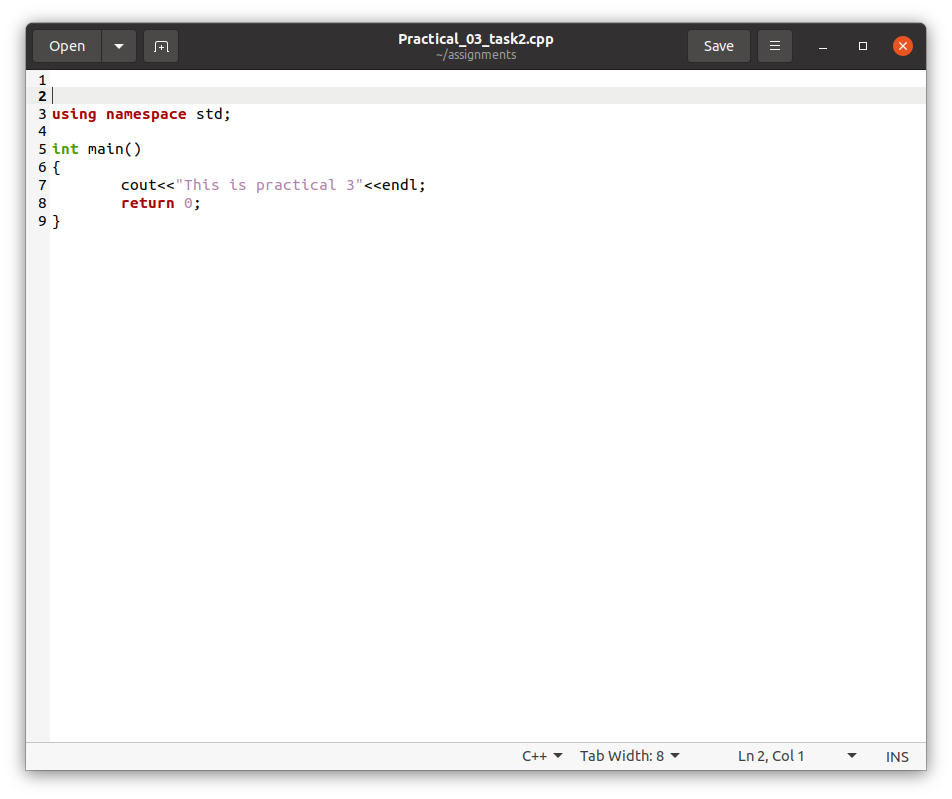 Open
Practical_03_task2.cpp
~/assignments
Save
1
2
3 using namespace std;
4
5 int main()
6 {
7 cout<<"This is practical 3"<<endl;
8 return 0;
9 }
C++ Tab Width: 8 Ln 2, Col 1 INS